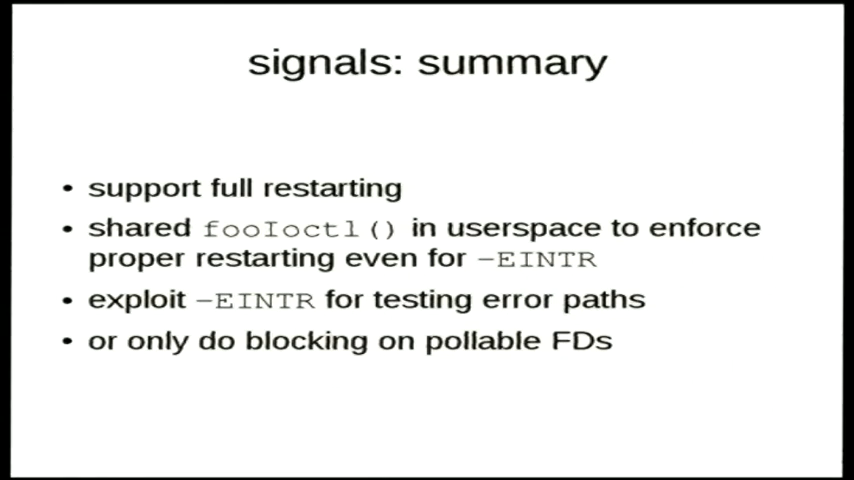 signals: summary
• support full restarting
• shared fooIoctl() in userspace to enforce
proper restarting even for -EINTR
• exploit -EINTR for testing error paths
• or only do blocking on pollable FDs